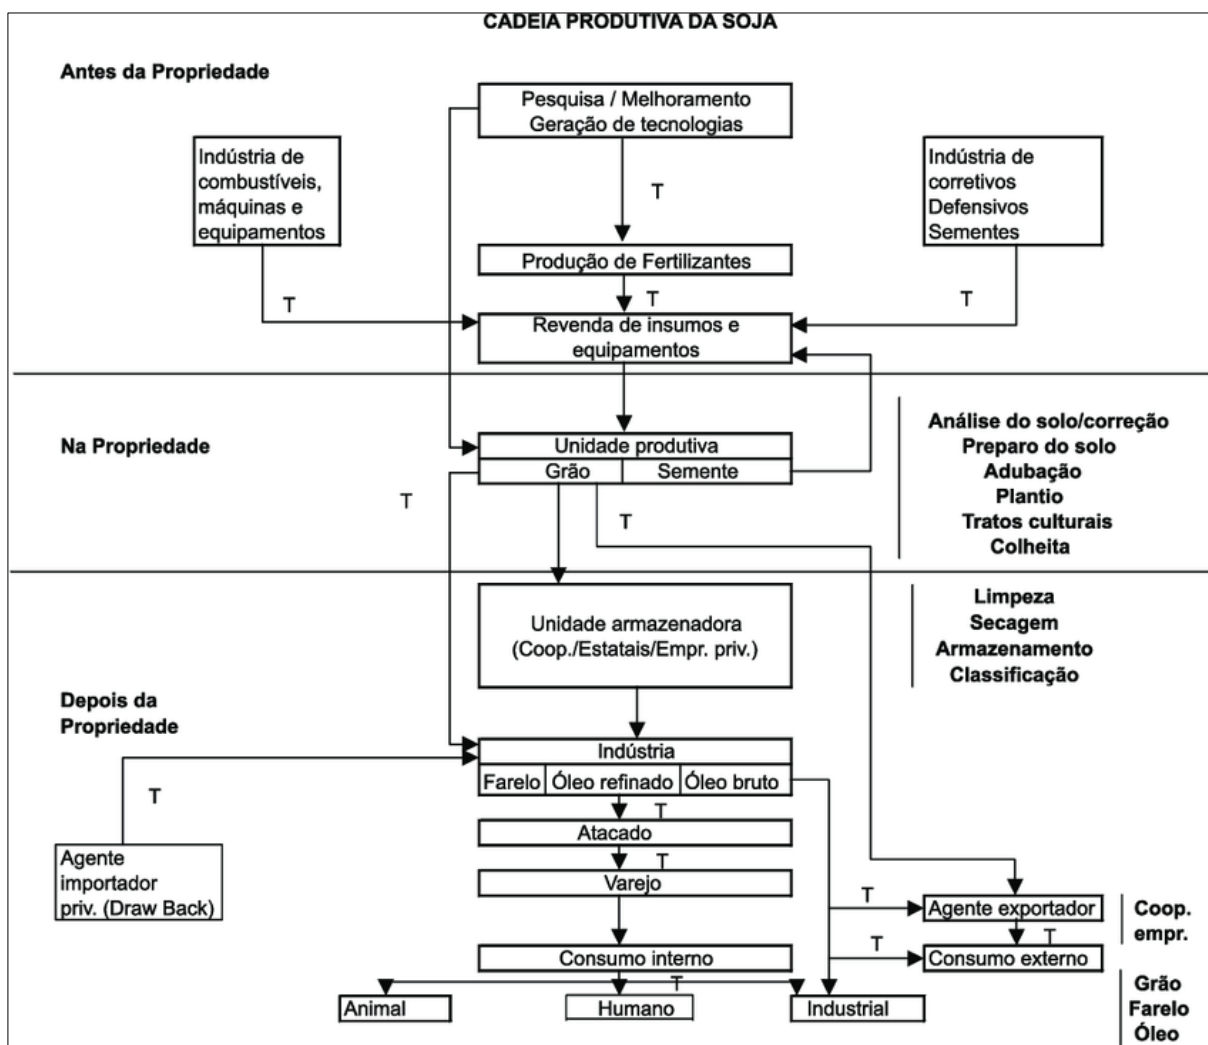 CADEIA PRODUTIVA DA SOJA
Antes da Propriedade
Pesquisa / Melhoramento
Geração de tecnologias
Indústria de
combustíveis,
máquinas e
equipamentos
Indústria de
corretivos
Defensivos
Sementes
T
Produção de Fertilizantes
T
T
T
Revenda de insumos e
equipamentos
Na Propriedade
Unidade produtiva
Grão
Semente
T
T
Análise do solo/correção
Preparo do solo
Adubação
Plantio
Tratos culturais
Colheita
Limpeza
Secagem
Armazenamento
Classificação
Unidade armazenadora
(Coop./Estatais/Empr. priv.)
Depois da
Propriedade
Indústria
Farelo
Óleo refinado
Óleo bruto
T
T
Atacado
T
Varejo
Agente
importador
priv. (Draw Back)
T
Agente exportador
Coop.
empr.
T
T
Consumo interno
Consumo externo
T
Animal
Humano
Industrial
Grão
Farelo
Óleo